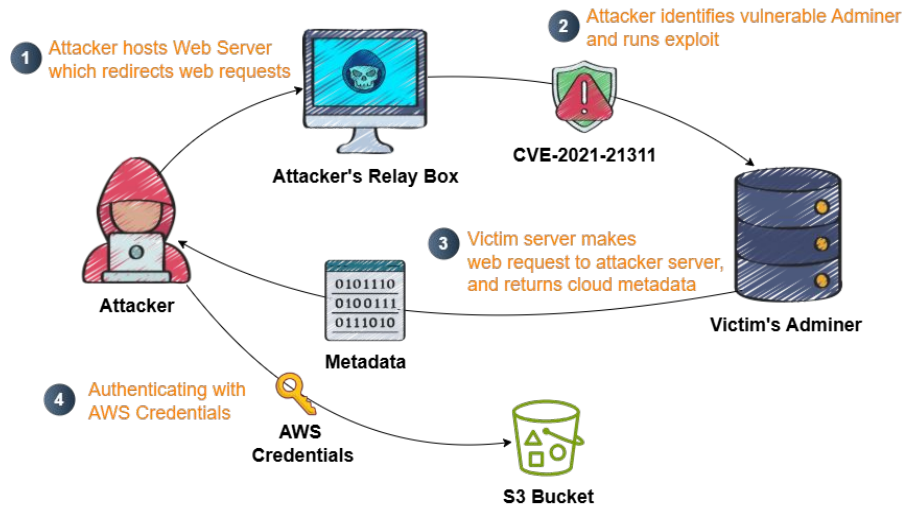 1
Attacker hosts Web Server
which redirects web requests
2
Attacker identifies vulnerable Adminer
and runs exploit
CVE-2021-21311
Attacker's Relay Box
Attacker
3
Victim server makes
web request to attacker server,
and returns cloud metadata
0101110
0100111
0111010
Metadata
Victim's Adminer
4
Authenticating with
AWS Credentials
AWS
Credentials
S3 Bucket